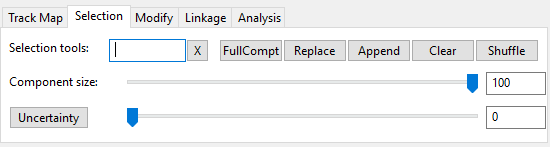 Track Map Selection Modify Linkage Analysis
Selection tools: X FullCompt Replace Append Clear Shuffle
Component size: 100
Uncertainty 0